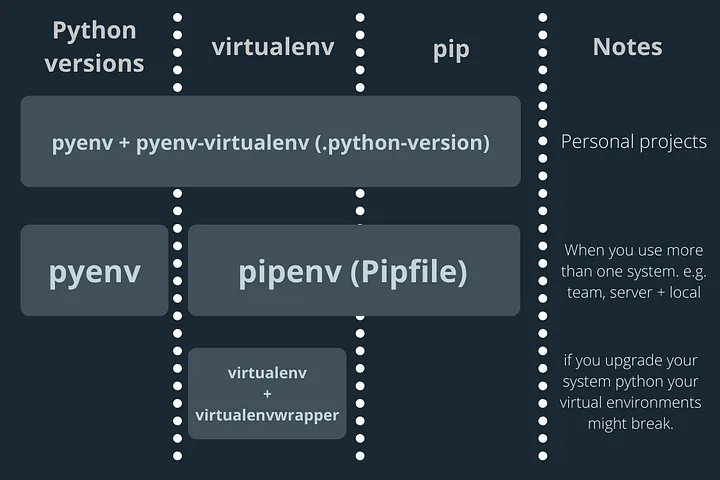 Python
versions
virtualenv
pip
Notes
pyenv + pyenv-virtualenv (.python-version)
Personal projects
pyenv
pipenv (Pipfile)
When you use more
than one system. e.g.
team, server + local
virtualenv
+
virtualenvwrapper
if you upgrade your
system python your
virtual environments
might break.